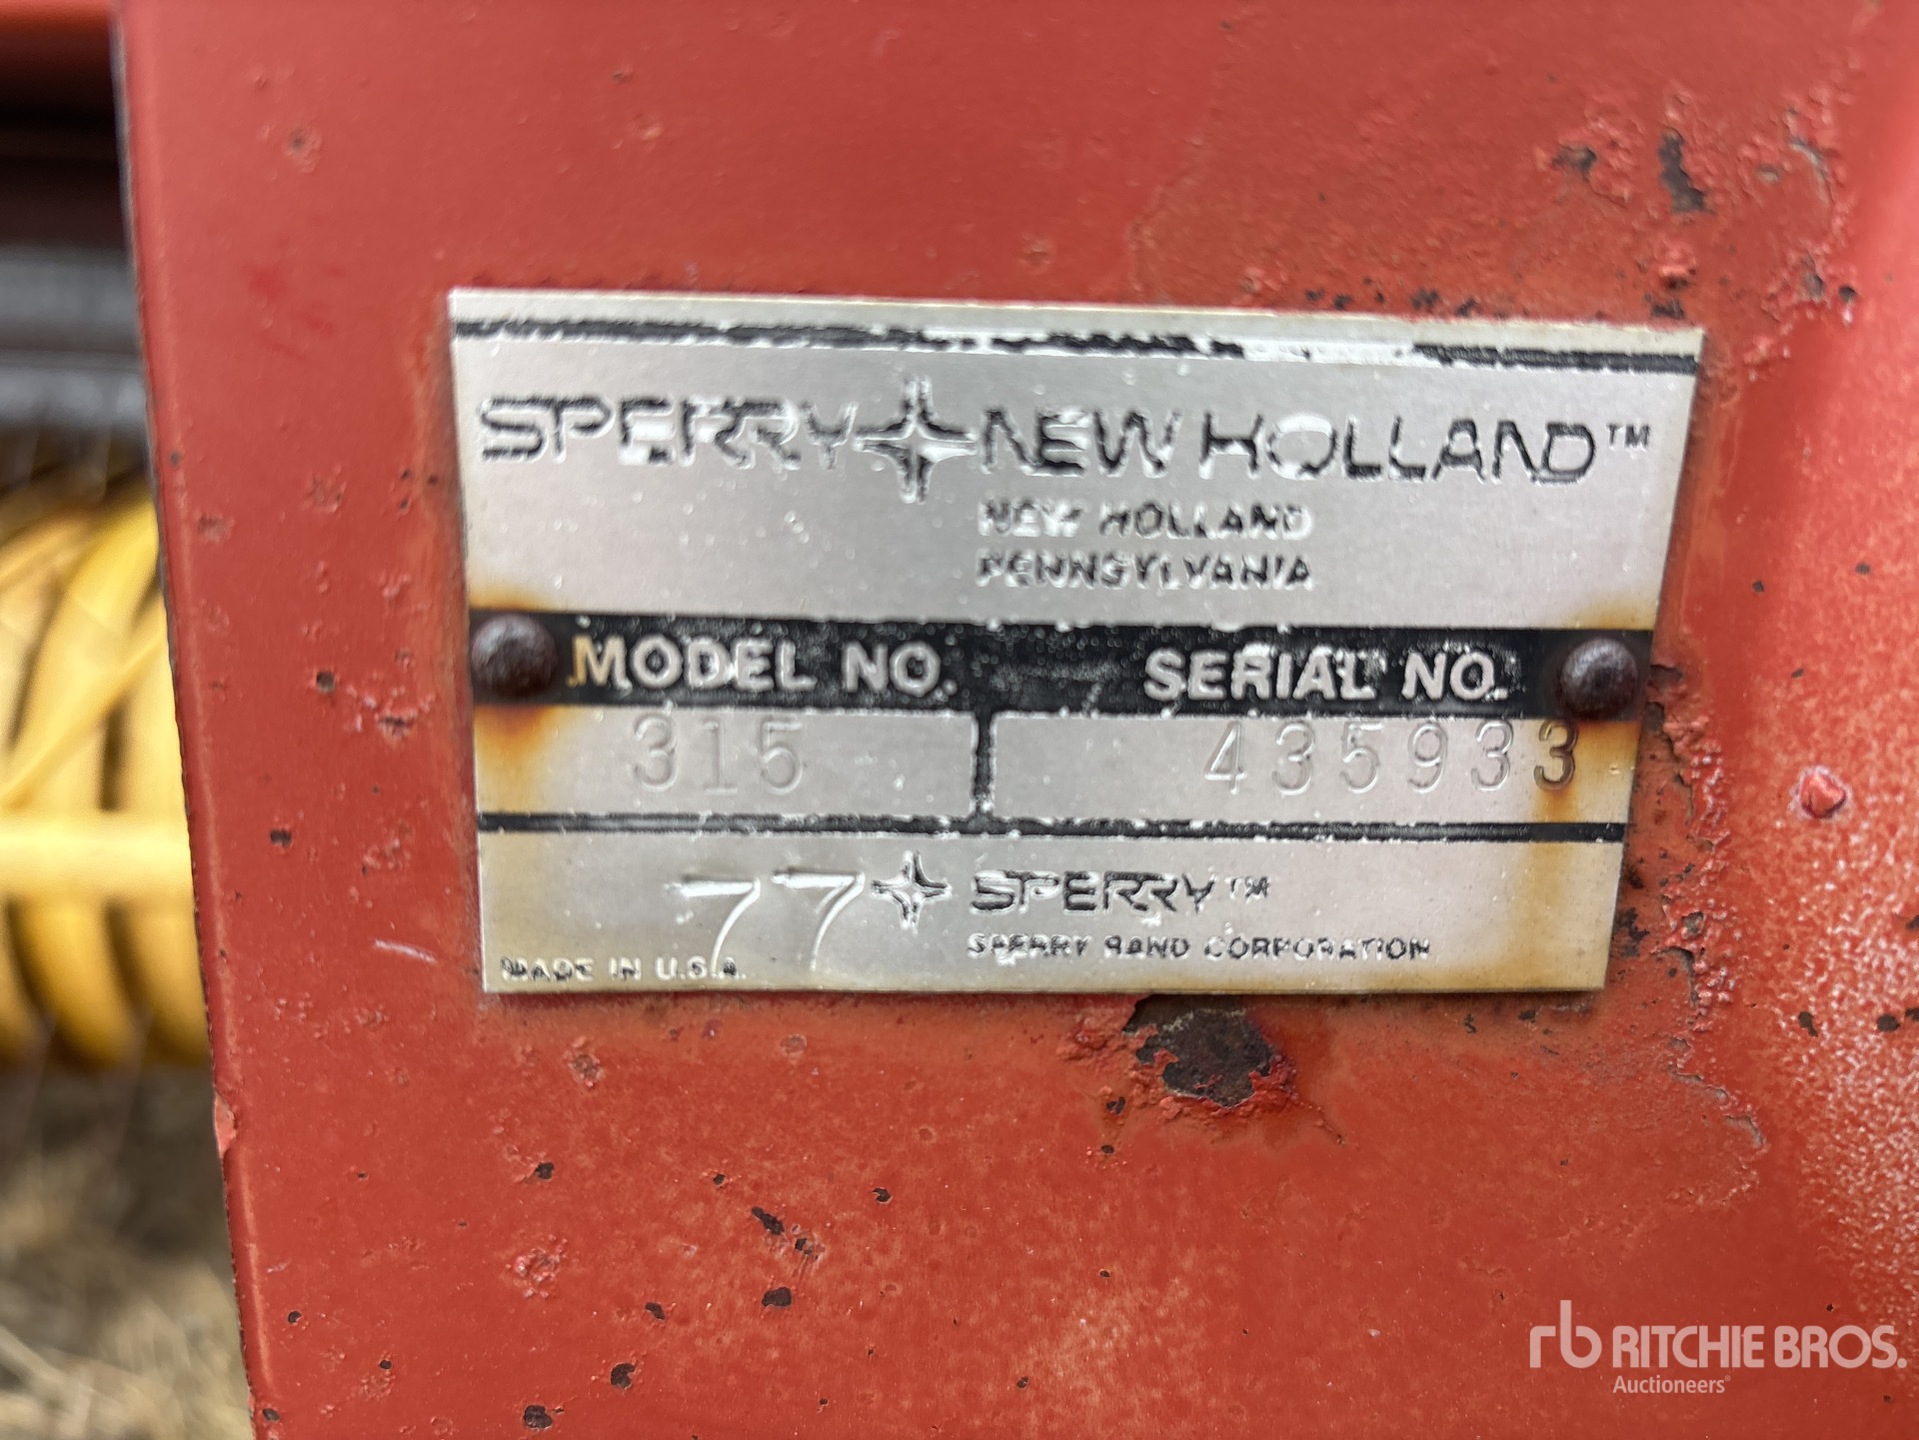 SPERRY NEW HOLLAND™
NEW HOLLAND
PENNSYLVANIA
MODEL NO. SERIAL NO.
315 435933
77 SPERRY™
SPERRY RAND CORPORATION
MADE IN U.S.A.
rb RITCHIE BROS.
Auctioneers®